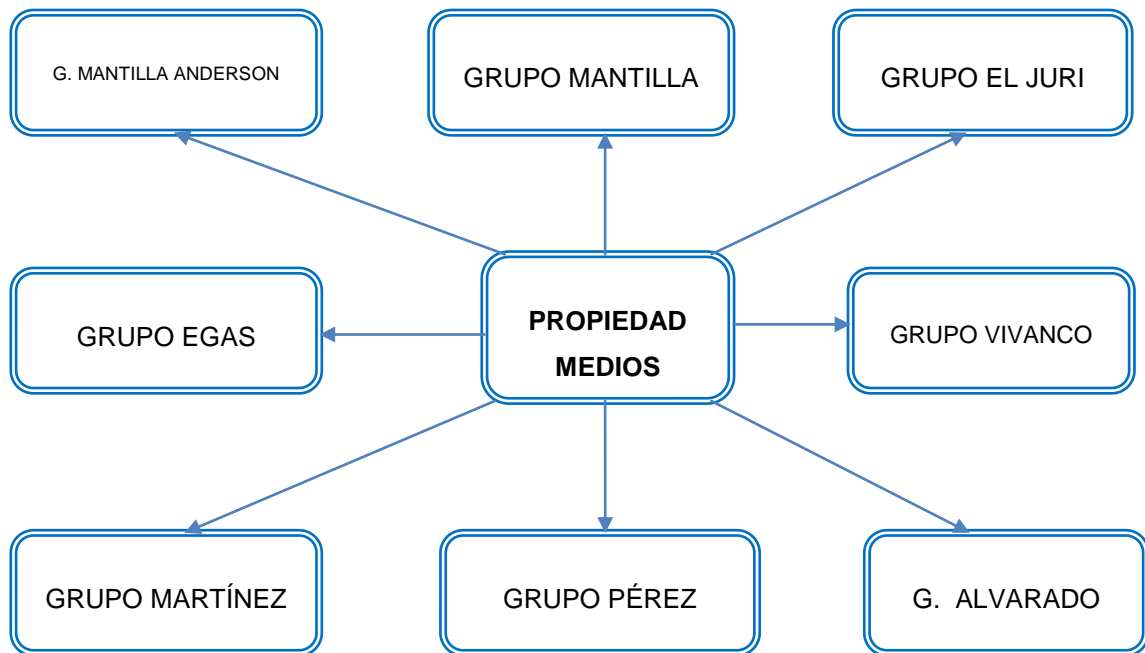 G. MANTILLA ANDERSON
GRUPO MANTILLA
GRUPO EL JURI
GRUPO EGAS
PROPIEDAD
MEDIOS
GRUPO VIVANCO
GRUPO MARTÍNEZ
GRUPO PÉREZ
G. ALVARADO